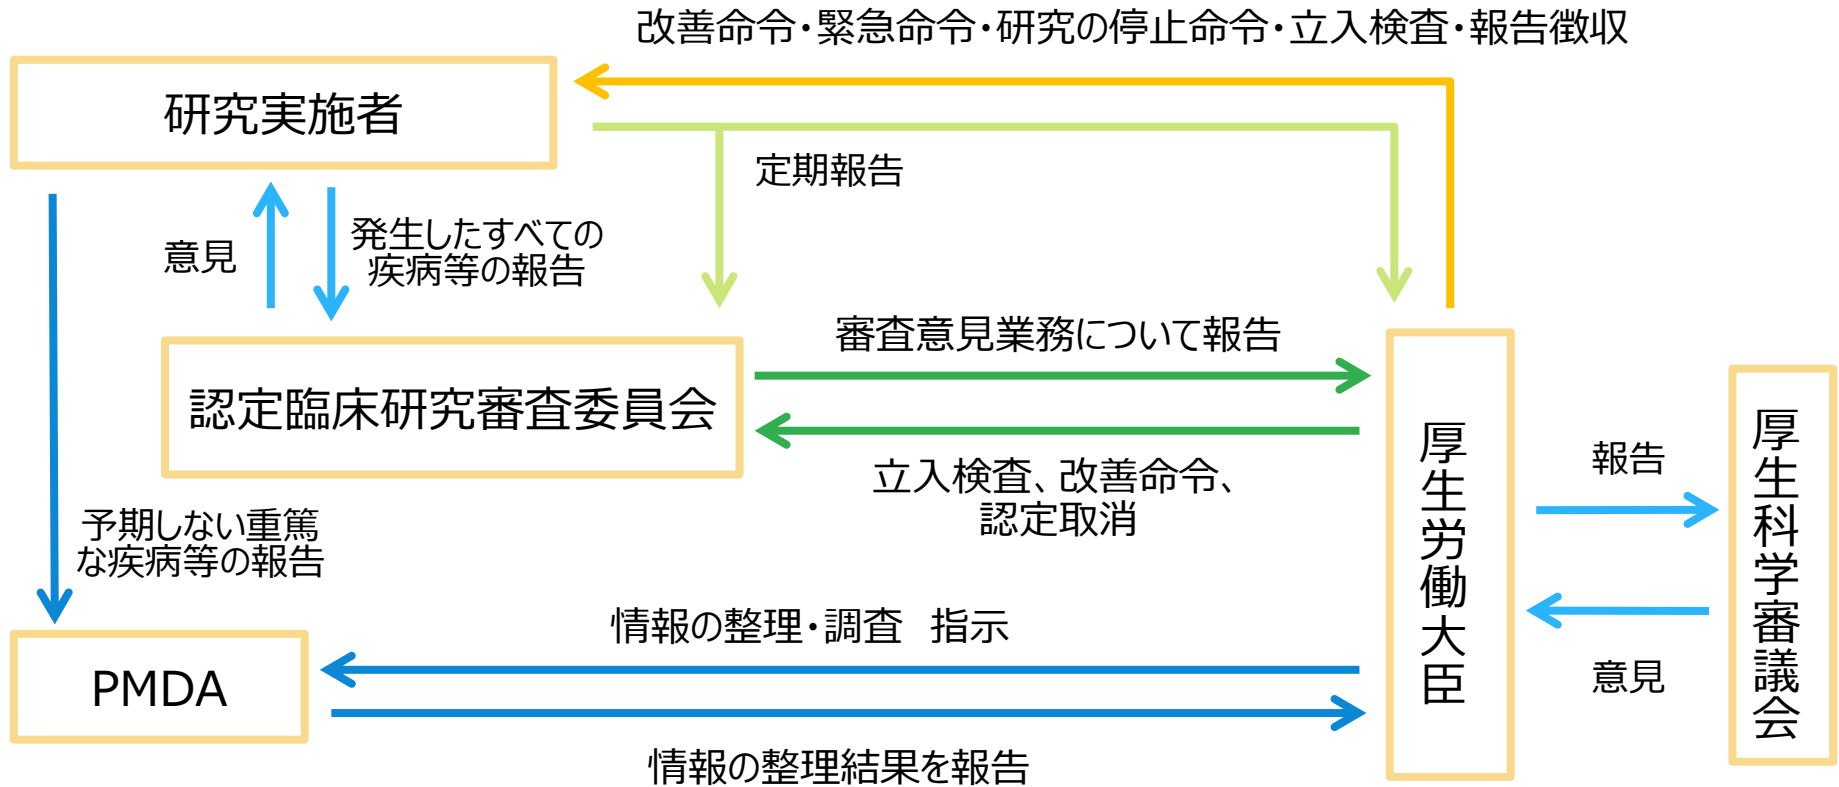 改善命令・緊急命令・研究の停止命令・立入検査・報告徴収
研究実施者
定期報告
意見
発生したすべての
疾病等の報告
審査意見業務について報告
認定臨床研究審査委員会
立入検査、改善命令、
認定取消
厚生労働大臣
報告
意見
厚生科学審議会
予期しない重篤
な疾病等の報告
情報の整理・調査　指示
PMDA
情報の整理結果を報告